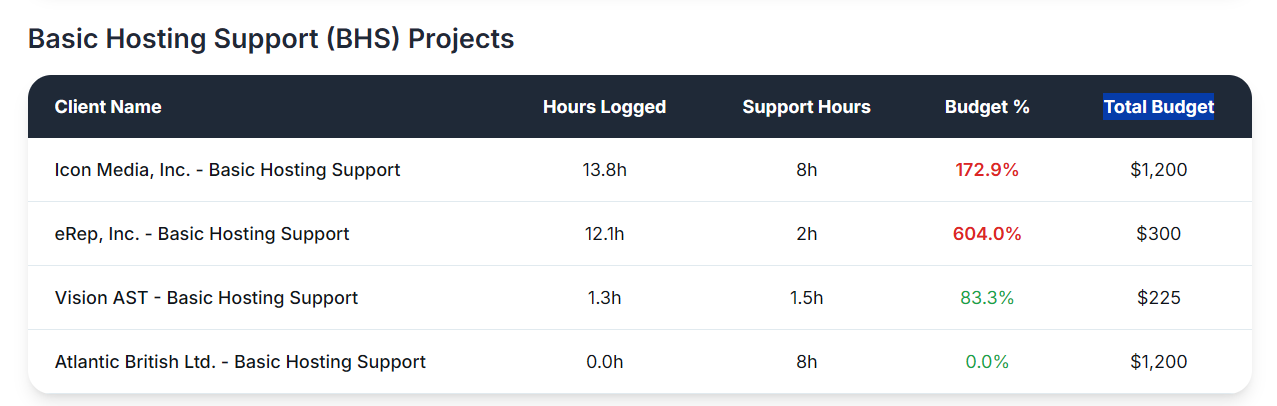 Basic Hosting Support (BHS) Projects
Client Name Hours Logged Support Hours Budget % Total Budget
Icon Media, Inc. - Basic Hosting Support 13.8h 8h 172.9% $1,200
eRep, Inc. - Basic Hosting Support 12.1h 2h 604.0% $300
Vision AST - Basic Hosting Support 1.3h 1.5h 83.3% $225
Atlantic British Ltd. - Basic Hosting Support 0.0h 8h 0.0% $1,200